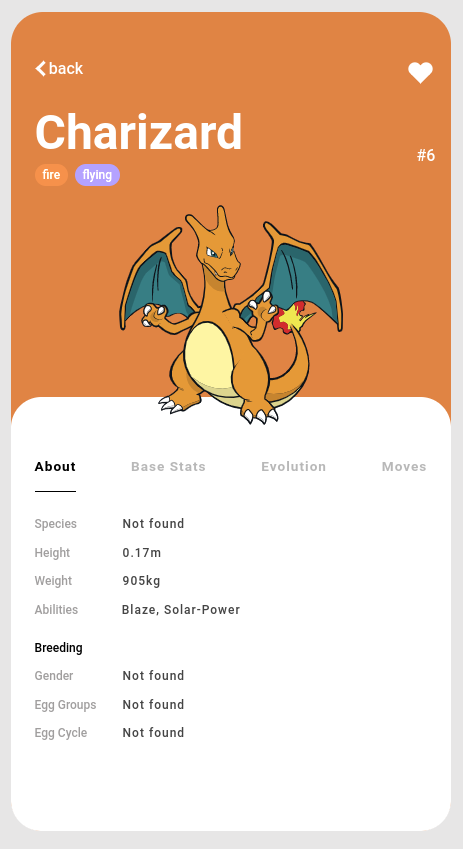 back
Charizard
#6
fire flying
About Base Stats Evolution Moves
Species Not found
Height 0.17m
Weight 905kg
Abilities Blaze, Solar-Power
Breeding
Gender Not found
Egg Groups Not found
Egg Cycle Not found